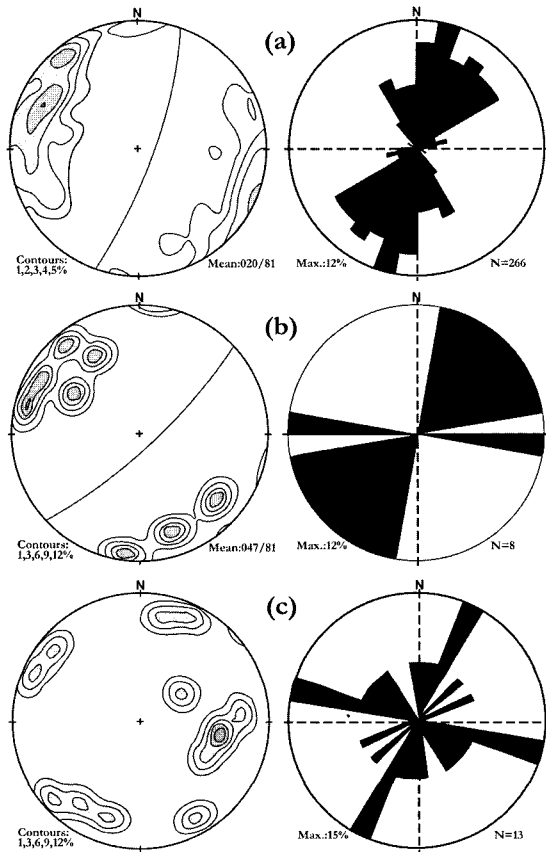 N
(a)
N
Contours:
1,2,3,4,5%
Mean:020/81
Max.:12%
N=266
N
(b)
N
Contours:
1,3,6,9,12%
Mean:047/81
Max.:12%
N=8
N
(c)
N
Contours:
1,3,6,9,12%
Max.:15%
N=13